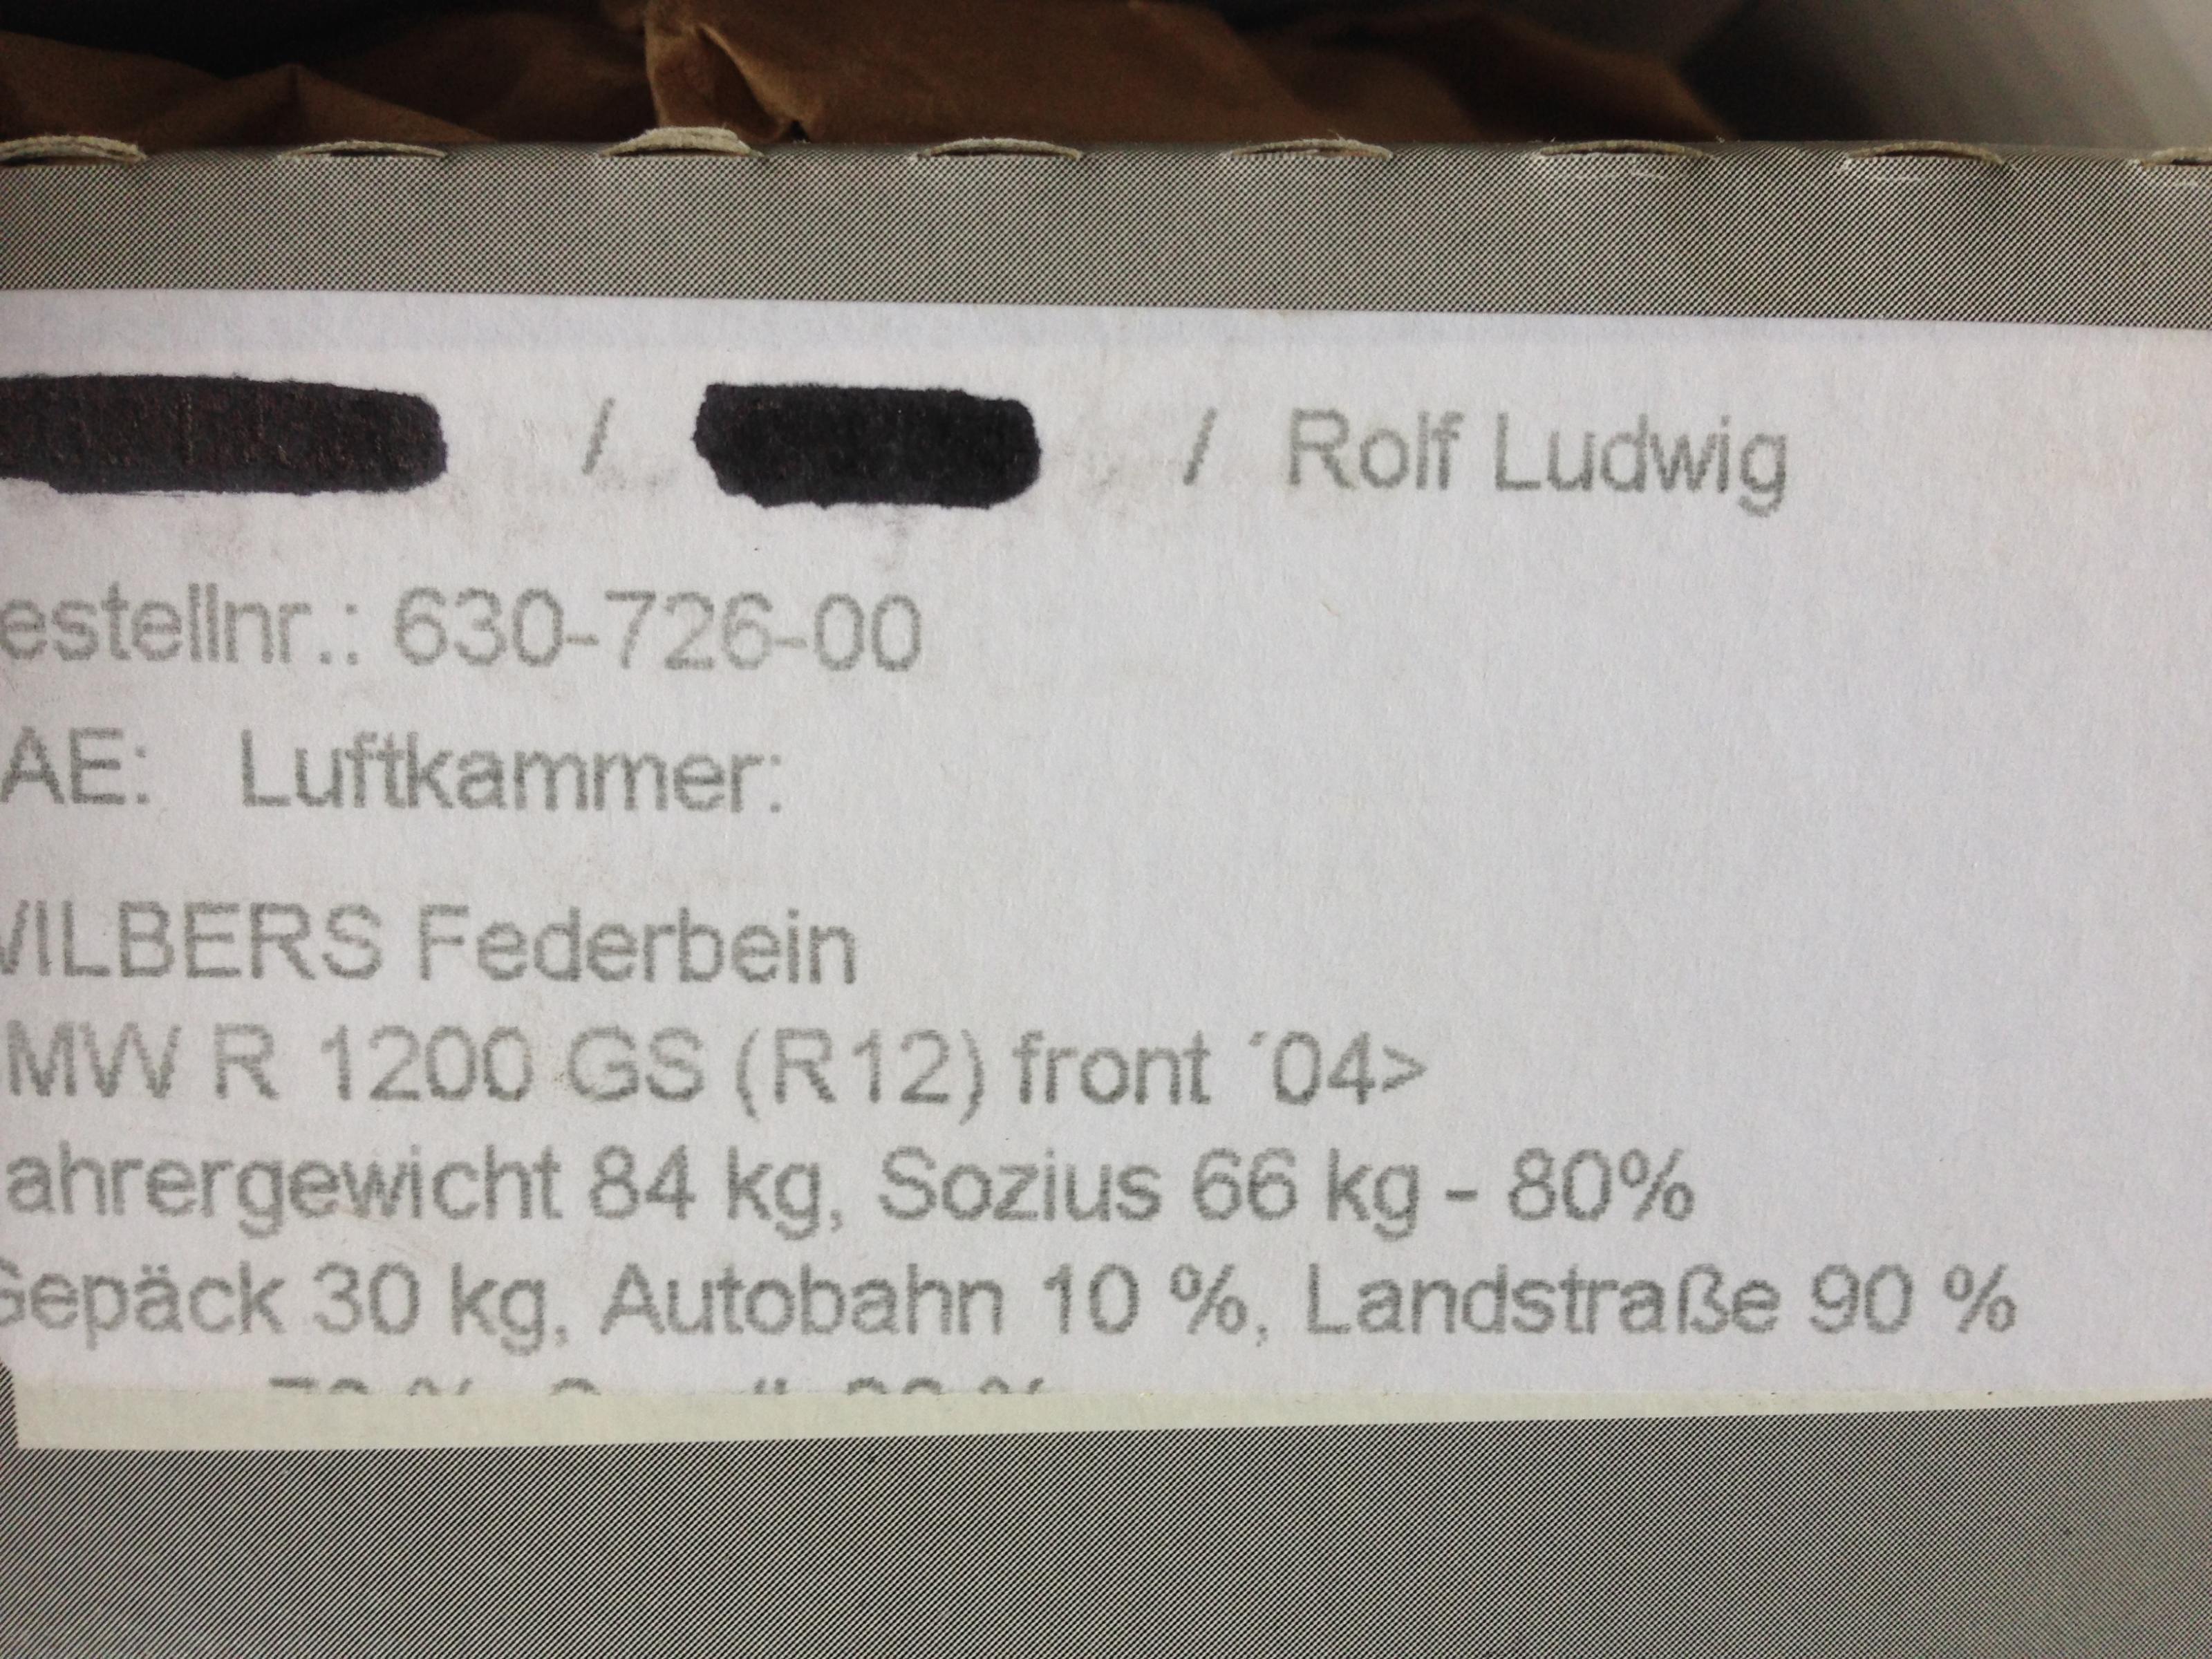 / / Rolf Ludwig
estellnr.: 630-726-00
AE: Luftkammer:
WILBERS Federbein
MW R 1200 GS (R12) front ´04>
ahrergewicht 84 kg, Sozius 66 kg - 80%
Gepäck 30 kg, Autobahn 10 %, Landstraße 90 %